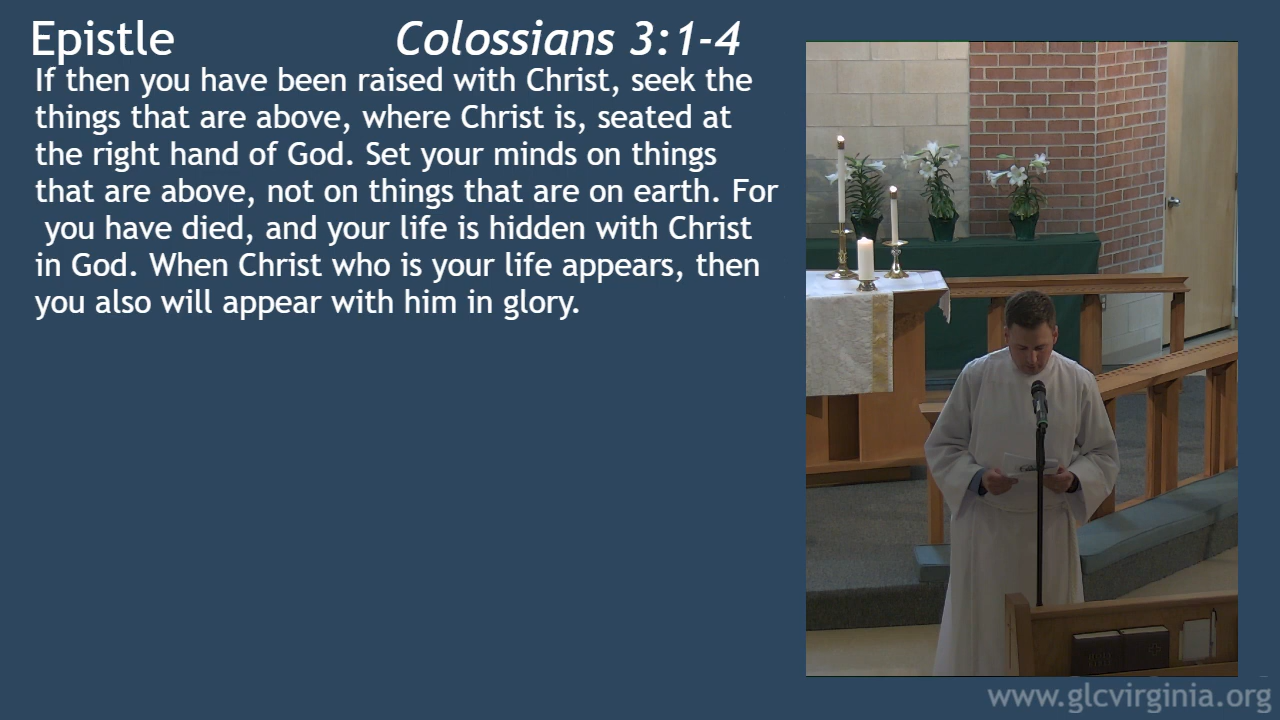 Epistle Colossians 3:1-4
If then you have been raised with Christ, seek the
things that are above, where Christ is, seated at
the right hand of God. Set your minds on things
that are above, not on things that are on earth. For
you have died, and your life is hidden with Christ
in God. When Christ who is your life appears, then
you also will appear with him in glory.
www.glcvirginia.org